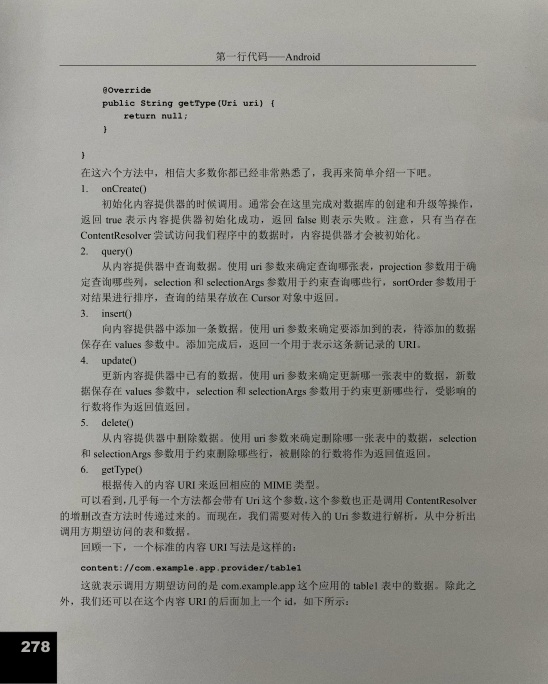 第一行代码——Android
@Override
public String getType(Uri uri) {
return null;
}
}
在这六个方法中，相信大多数你都已经非常熟悉了，我再来简单介绍一下吧。
1. onCreate()
初始化内容提供器的时候调用。通常会在这里完成对数据库的创建和升级等操作，
返回 true 表示内容提供器初始化成功，返回 false 则表示失败。注意，只有当存在
ContentResolver 尝试访问我们程序中的数据时，内容提供器才会被初始化。
2. query()
从内容提供器中查询数据。使用 uri 参数来确定查询哪张表，projection 参数用于确
定查询哪些列，selection 和 selectionArgs 参数用于约束查询哪些行，sortOrder 参数用于
对结果进行排序，查询的结果存放在 Cursor 对象中返回。
3. insert()
向内容提供器中添加一条数据。使用 uri 参数来确定要添加到的表，待添加的数据
保存在 values 参数中。添加完成后，返回一个用于表示这条新记录的 URI。
4. update()
更新内容提供器中已有的数据。使用 uri 参数来确定更新哪一张表中的数据，新数
据保存在 values 参数中，selection 和 selectionArgs 参数用于约束更新哪些行，受影响的
行数将作为返回值返回。
5. delete()
从内容提供器中删除数据。使用 uri 参数来确定删除哪一张表中的数据，selection
和 selectionArgs 参数用于约束删除哪些行，被删除的行数将作为返回值返回。
6. getType()
根据传入的内容 URI 来返回相应的 MIME 类型。
可以看到，几乎每一个方法都会带有 Uri 这个参数，这个参数也正是调用 ContentResolver
的增删改查方法时传递过来的。而现在，我们需要对传入的 Uri 参数进行解析，从中分析出
调用方期望访问的表和数据。
回顾一下，一个标准的内容 URI 写法是这样的：
content://com.example.app.provider/table1
这就表示调用方期望访问的是 com.example.app 这个应用的 table1 表中的数据。除此之
外，我们还可以在这个内容 URI 的后面加上一个 id，如下所示：
278